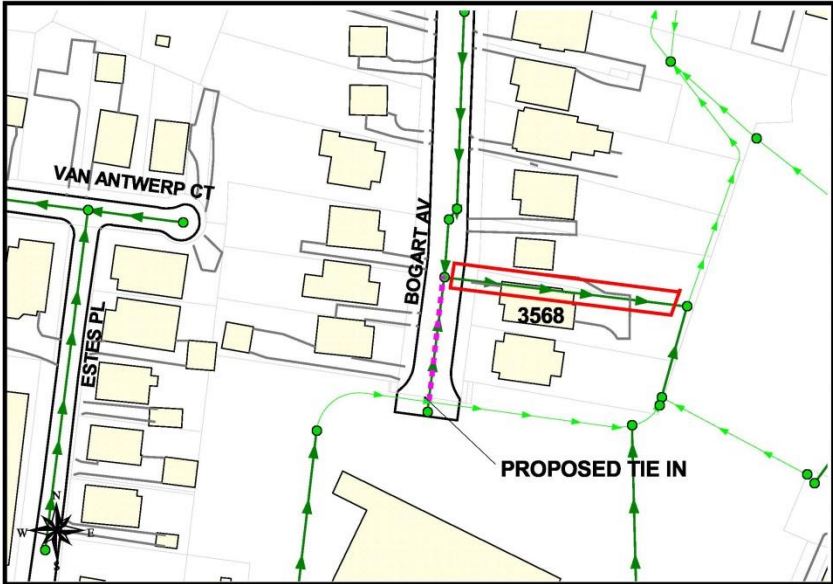 VAN ANTWERP CT
BOGART AV
3568
ESTES PL
PROPOSED TIE IN
N
W
E
S